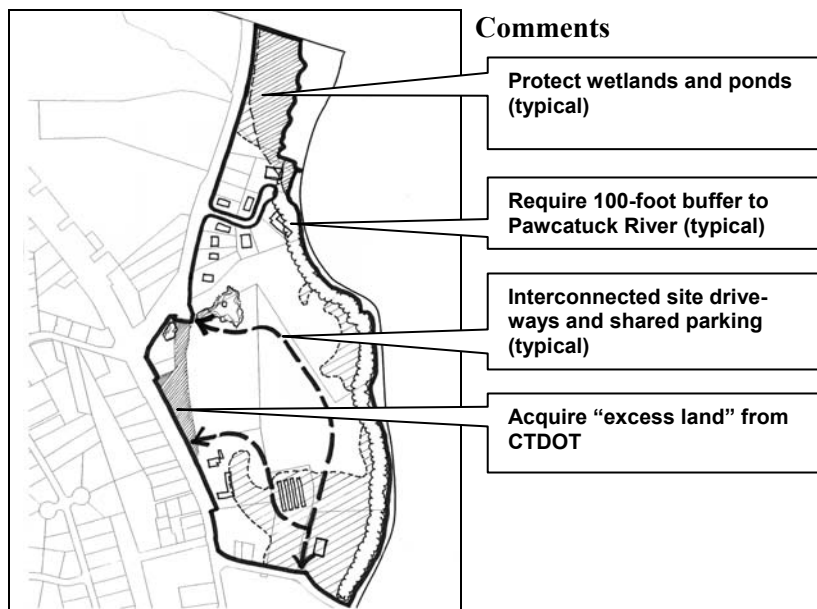 Comments
Protect wetlands and ponds
(typical)
Require 100-foot buffer to
Pawcatuck River (typical)
Interconnected site drive-
ways and shared parking
(typical)
Acquire “excess land” from
CTDOT